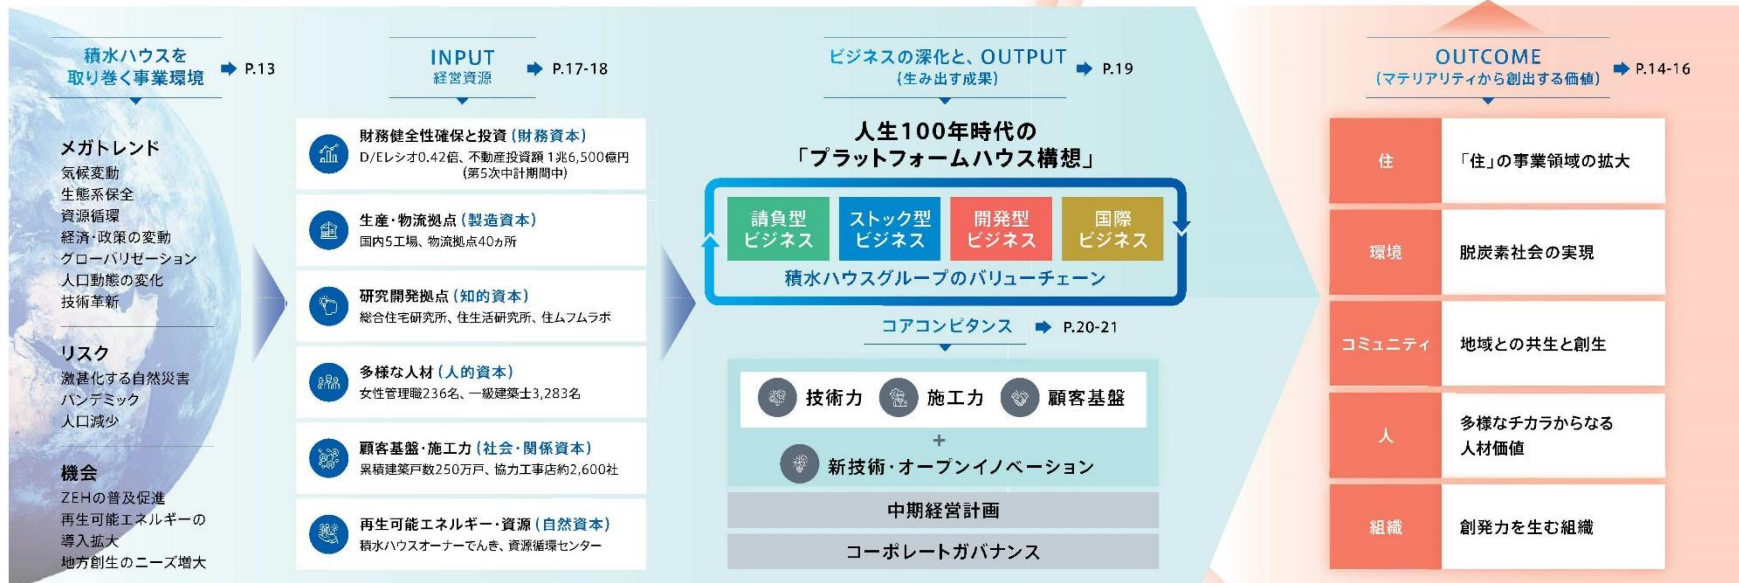 積水ハウスを
取り巻く事業環境
P.13
メガトレンド
気候変動
生態系保全
資源循環
経済・政策の変動
グローバリゼーション
人口動態の変化
技術革新
リスク
激甚化する自然災害
パンデミック
人口減少
機会
ZEHの普及促進
再生可能エネルギーの
導入拡大
地方創生のニーズ増大
INPUT
経営資源
P.17-18
財務健全性確保と投資(財務資本)
D/Eレシオ0.42倍、不動産投資額 1兆6,500億円
(第5次中計期間中)
生産・物流拠点(製造資本)
国内5工場、物流拠点40ヵ所
研究開発拠点(知的資本)
総合住宅研究所、住生活研究所、住ムフムラボ
多様な人材(人的資本)
女性管理職236名、一級建築士3,283名
顧客基盤・施工力(社会・関係資本)
累積建築戸数250万戸、協力工事店約2,600社
再生可能エネルギー・資源(自然資本)
積水ハウスオーナーでんき、資源循環センター
ビジネスの深化と、OUTPUT
(生み出す成果)
P.19
人生100年時代の
「プラットフォームハウス構想」
請負型
ビジネス
ストック型
ビジネス
開発型
ビジネス
国際
ビジネス
積水ハウスグループのバリューチェーン
コアコンピタンス
P.20-21
技術力
施工力
顧客基盤
+
新技術・オープンイノベーション
中期経営計画
コーポレートガバナンス
OUTCOME
(マテリアリティから創出する価値)
P.14-16
住
「住」の事業領域の拡大
環境
脱炭素社会の実現
コミュニティ
地域との共生と創生
人
多様なチカラからなる
人材価値
組織
創発力を生む組織